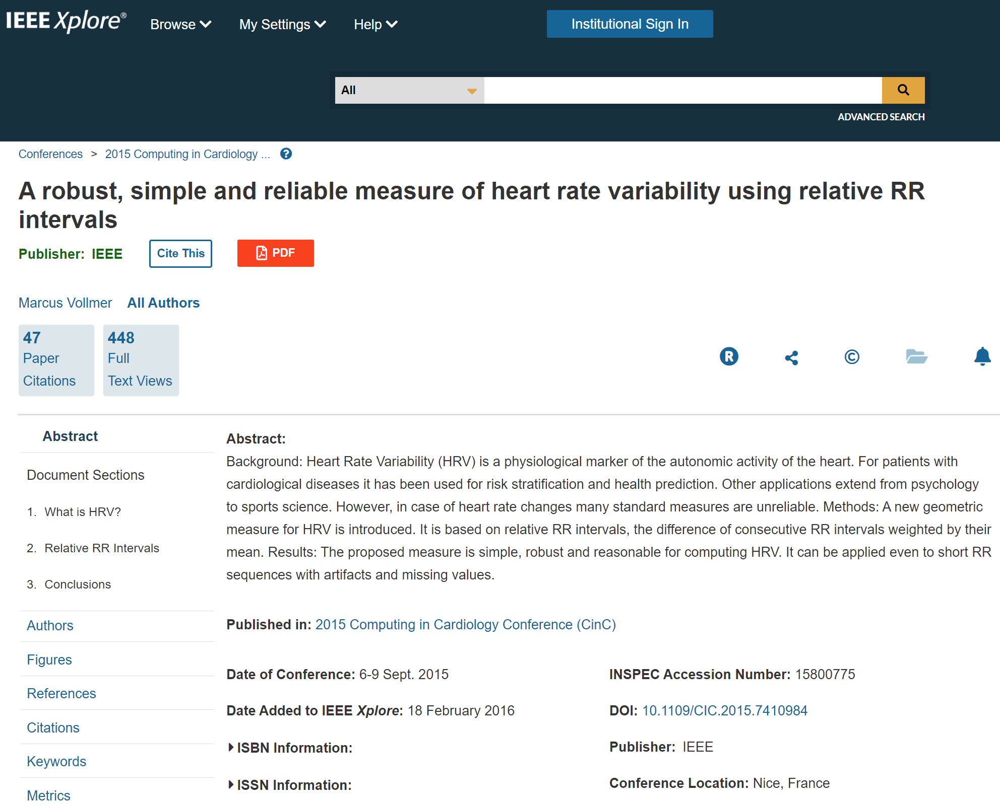 IEEE Xplore®
Browse
My Settings
Help
Institutional Sign In
All
ADVANCED SEARCH
Conferences > 2015 Computing in Cardiology ...
A robust, simple and reliable measure of heart rate variability using relative RR
intervals
Publisher: IEEE
Cite This
PDF
Marcus Vollmer
All Authors
47
Paper
Citations
448
Full
Text Views
R
©
Abstract
Document Sections
1. What is HRV?
2. Relative RR Intervals
3. Conclusions
Authors
Figures
References
Citations
Keywords
Metrics
Abstract:
Background: Heart Rate Variability (HRV) is a physiological marker of the autonomic activity of the heart. For patients with
cardiological diseases it has been used for risk stratification and health prediction. Other applications extend from psychology
to sports science. However, in case of heart rate changes many standard measures are unreliable. Methods: A new geometric
measure for HRV is introduced. It is based on relative RR intervals, the difference of consecutive RR intervals weighted by their
mean. Results: The proposed measure is simple, robust and reasonable for computing HRV. It can be applied even to short RR
sequences with artifacts and missing values.
Published in: 2015 Computing in Cardiology Conference (CinC)
Date of Conference: 6-9 Sept. 2015
Date Added to IEEE Xplore: 18 February 2016
ISBN Information:
ISSN Information:
INSPEC Accession Number: 15800775
DOI: 10.1109/CIC.2015.7410984
Publisher: IEEE
Conference Location: Nice, France